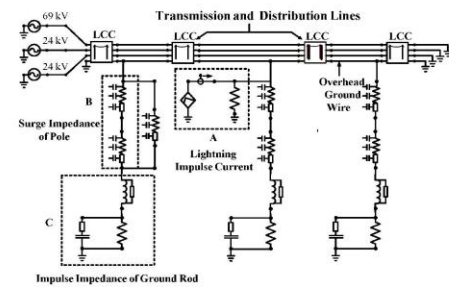 69 kV
Transmission and Distribution Lines
LCC
LCC
LCC
LCC
24 kV
24 kV
Overhead
Ground
Wire
B
Surge Impedance
of Pole
A
Lightning
Impulse Current
C
Impulse Impedance of Ground Rod